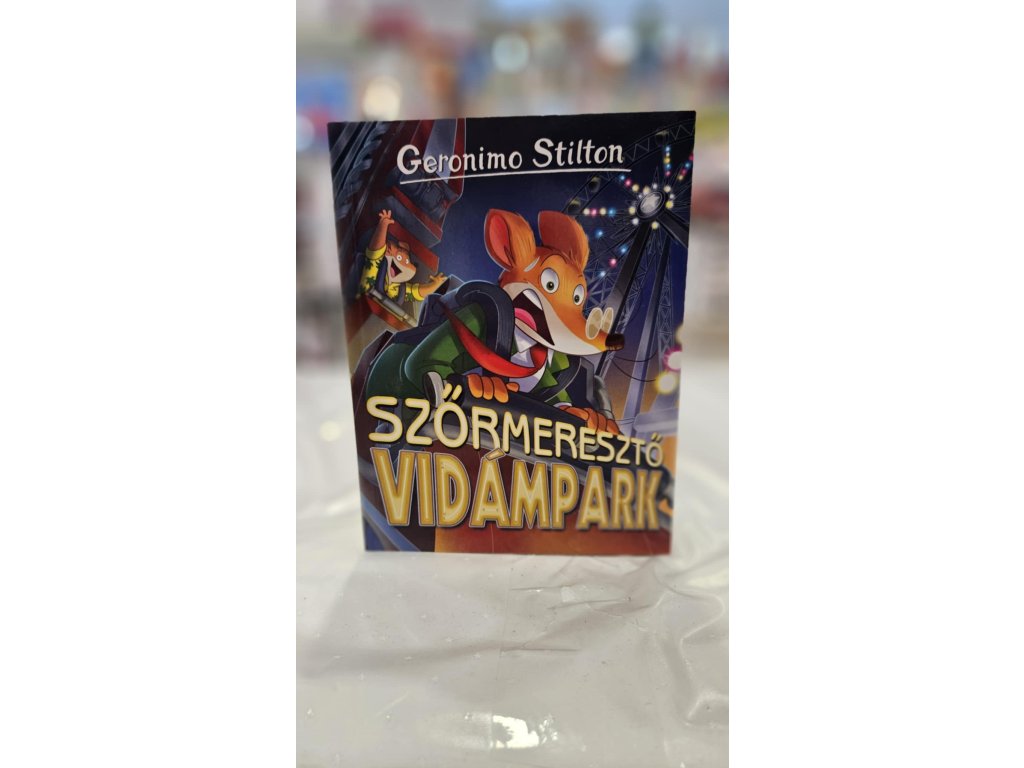 Geronimo Stilton
SZŐRMERESZTŐ
VIDÁMPARK